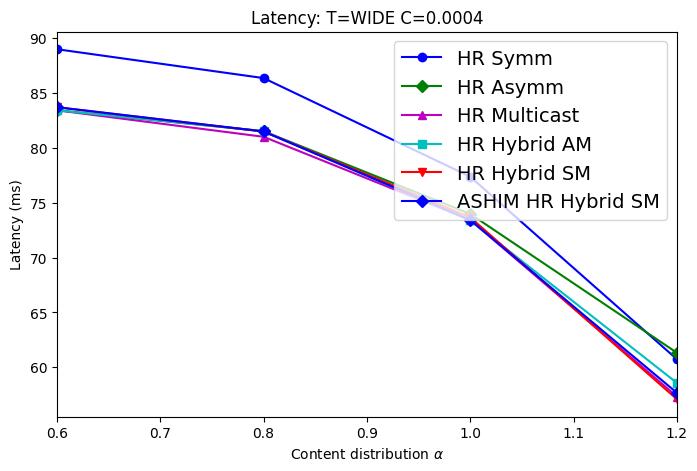 Latency: T=WIDE C=0.0004
90
85
80
75
70
65
60
Latency (ms)
HR Symm
HR Asymm
HR Multicast
HR Hybrid AM
HR Hybrid SM
ASHIM HR Hybrid SM
0.6 0.7 0.8 0.9 1.0 1.1 1.2
Content distribution α